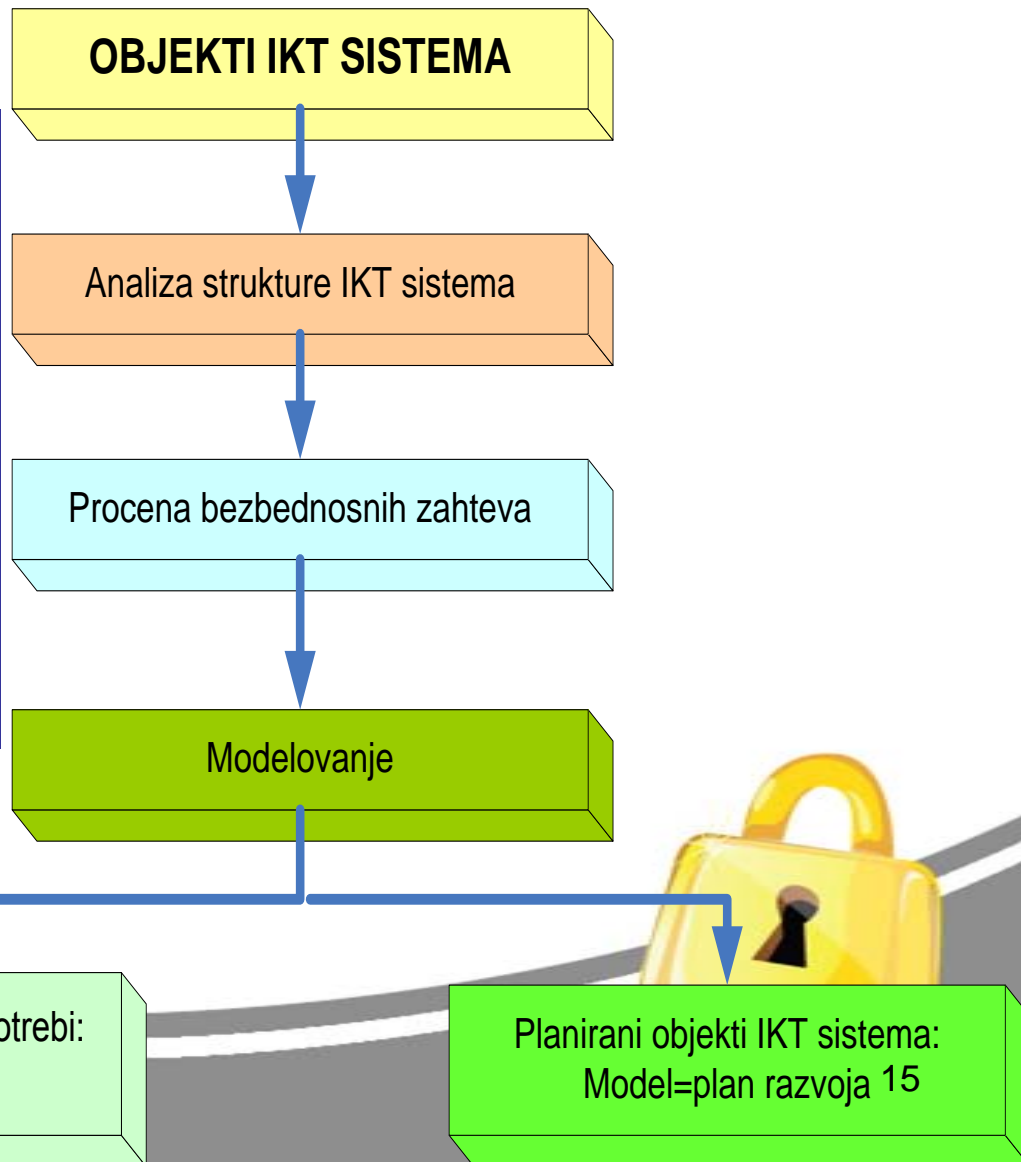 OBJEKTI IKT SISTEMA
Analiza strukture IKT sistema
Procena bezbednosnih zahteva
Modelovanje
otrebi:
Planirani objekti IKT sistema:
Model=plan razvoja 15